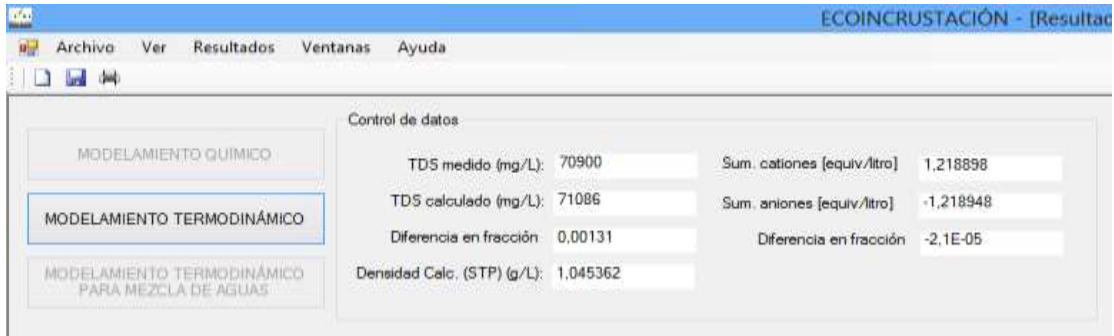 ECOINCRUSTACIÓN - [Resultad
Archivo Ver Resultados Ventanas Ayuda
Control de datos
MODELAMIENTO QUÍMICO
MODELAMIENTO TERMODINÁMICO
MODELAMIENTO TERMODINÁMICO
PARA MEZCLA DE AGUAS
TDS medido (mg/L): 70900
TDS calculado (mg/L): 71086
Diferencia en fracción 0,00131
Densidad Calc. (STP) (g/L): 1,045362
Sum. cationes [equiv/litro] 1,218898
Sum. aniones [equiv/litro] -1,218948
Diferencia en fracción -2,1E-05